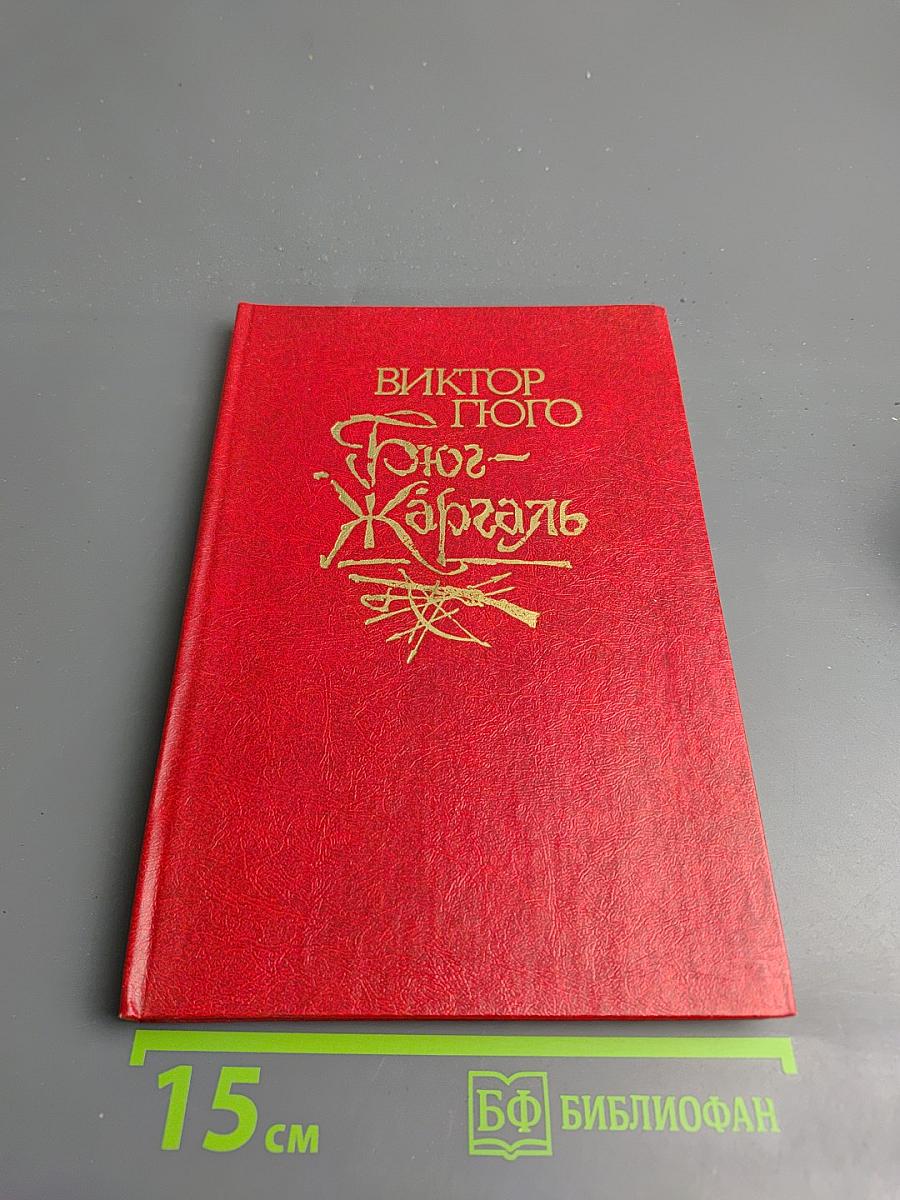 ВИКТОР
ГЮГО
Бюг-
Жаргаль
15 см
БФ БИБЛИОФАН